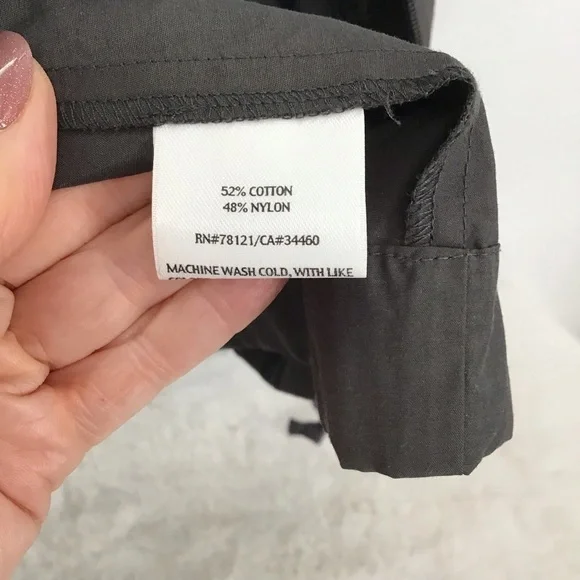 52% COTTON
48% NYLON
RN#78121/CA#34460
MACHINE WASH COLD, WITH LIKE